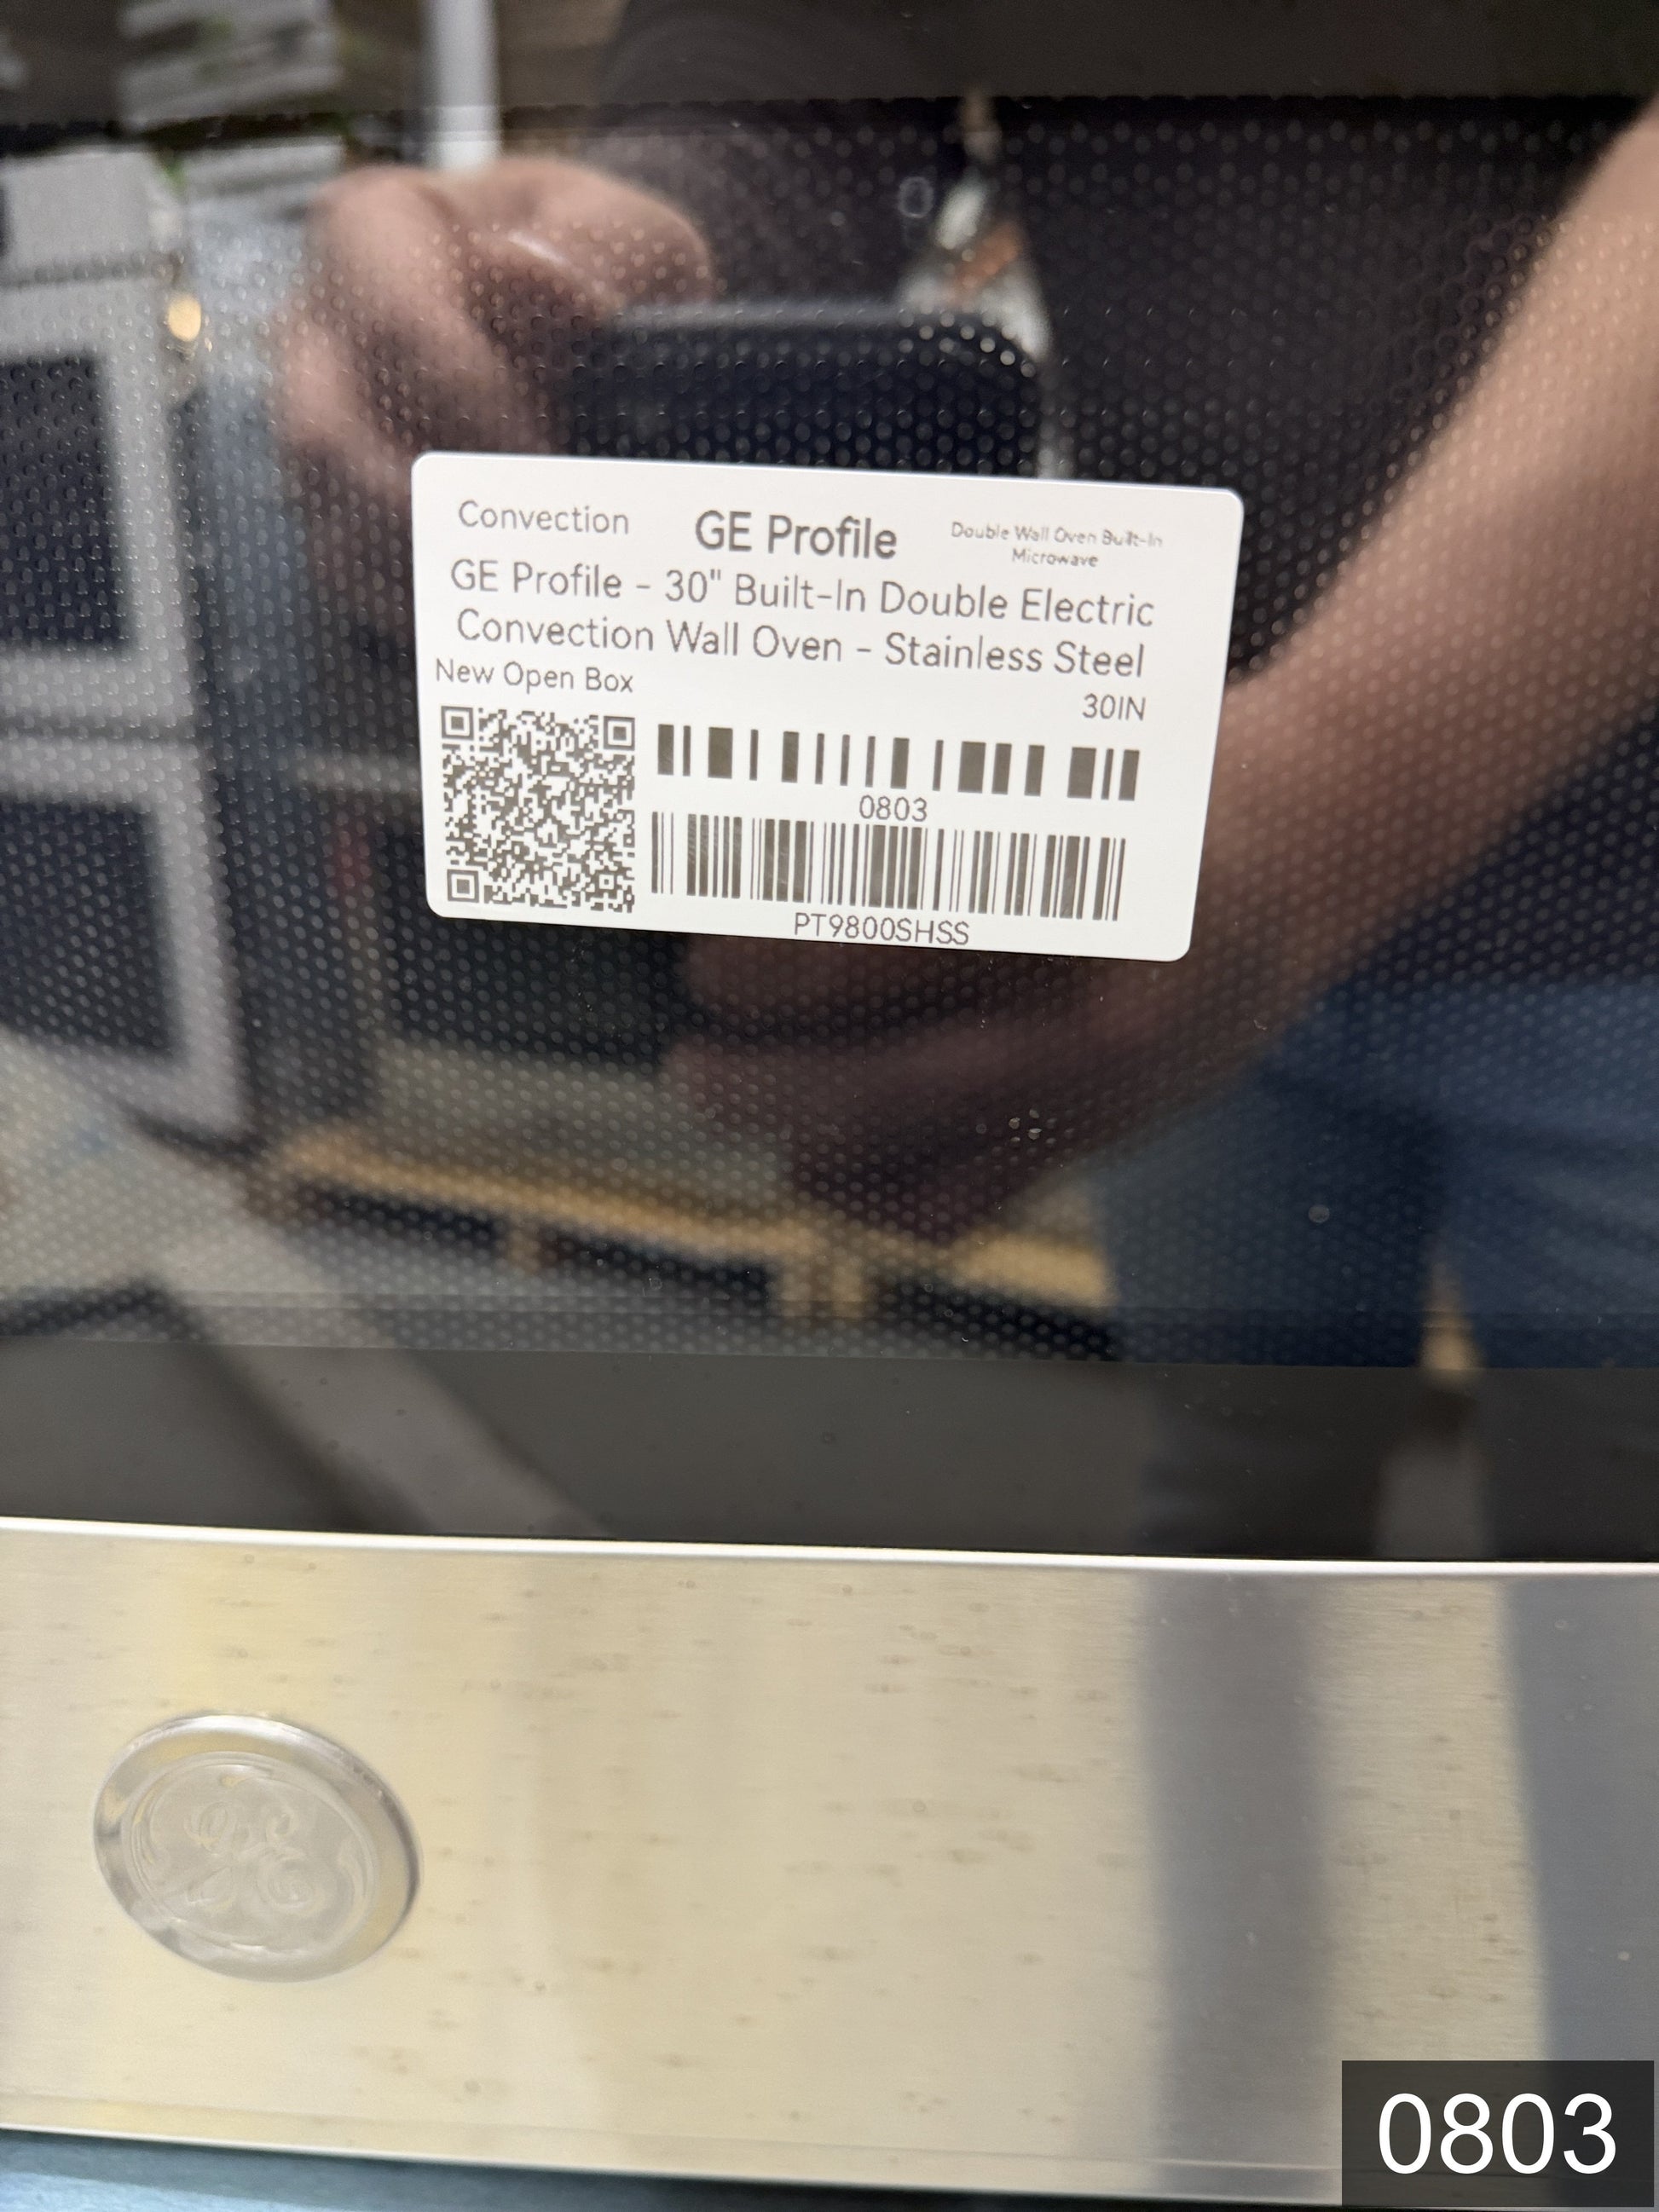 Convection
GE Profile
Double Wall Oven Built-In
Microwave
GE Profile - 30" Built-In Double Electric
Convection Wall Oven - Stainless Steel
New Open Box
30IN
0803
PT9800SHSS
GE
0803